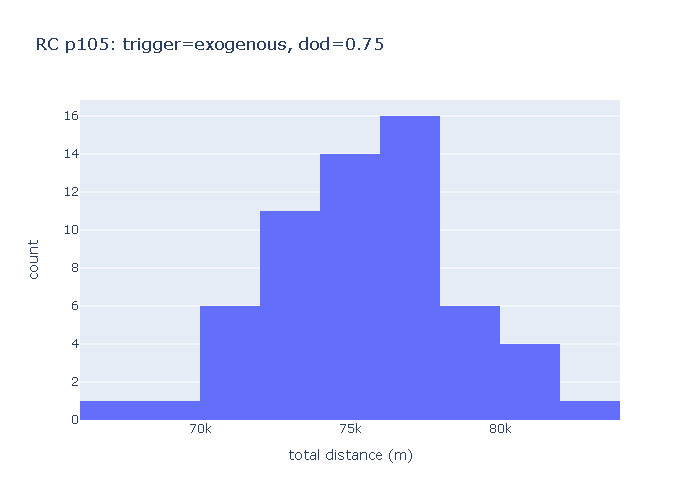 RC p105: trigger=exogenous, dod=0.75
16
14
12
10
8
6
4
2
0
count
70k
75k
80k
total distance (m)